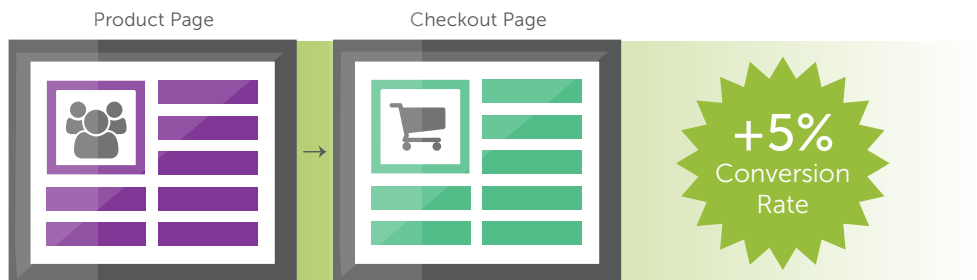 Product Page
Checkout Page
→
+5%
Conversion
Rate